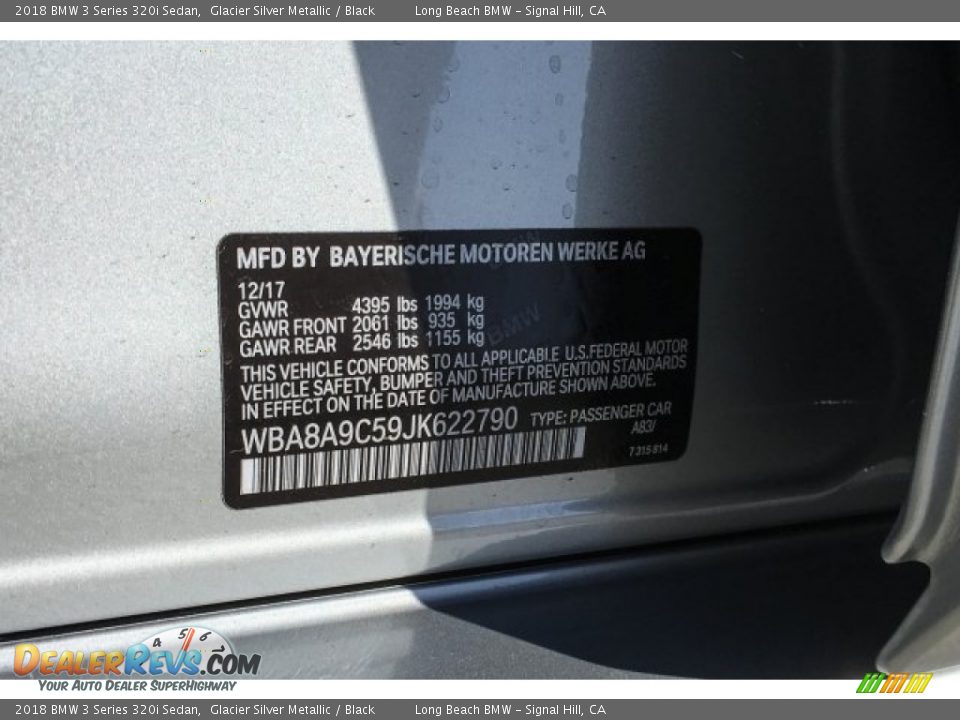 2018 BMW 3 Series 320i Sedan, Glacier Silver Metallic / Black Long Beach BMW - Signal Hill, CA
MFD BY BAYERISCHE MOTOREN WERKE AG
12/17
GVWR 4395 lbs 1994 kg
GAWR FRONT 2061 lbs 935 kg
GAWR REAR 2546 lbs 1155 kg
THIS VEHICLE CONFORMS TO ALL APPLICABLE U.S.FEDERAL MOTOR
VEHICLE SAFETY, BUMPER AND THEFT PREVENTION STANDARDS
IN EFFECT ON THE DATE OF MANUFACTURE SHOWN ABOVE.
WBA8A9C59JK622790 TYPE: PASSENGER CAR
A83/
7 315 814
BMW
4 5 6 7
DEALERREVS.COM
YOUR AUTO DEALER SUPERHIGHWAY
2018 BMW 3 Series 320i Sedan, Glacier Silver Metallic / Black Long Beach BMW - Signal Hill, CA